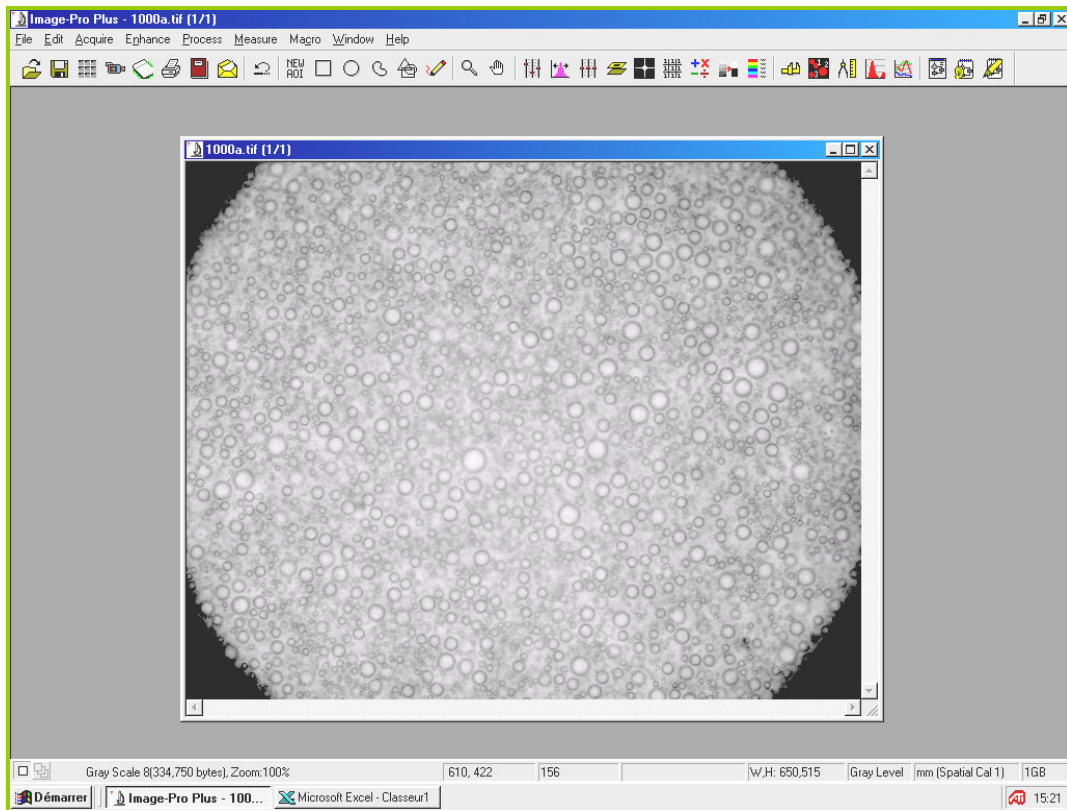 Image-Pro Plus - 1000a.tif (1/1)
File Edit Acquire Enhance Process Measure Macro Window Help
NEW AOI
1000a.tif (1/1)
Gray Scale 8(334,750 bytes), Zoom:100% 610, 422 156 W,H: 650,515 Gray Level mm (Spatial Cal 1) 1GB
Démarrer Image-Pro Plus - 100... Microsoft Excel - Classeur1 ATI 15:21